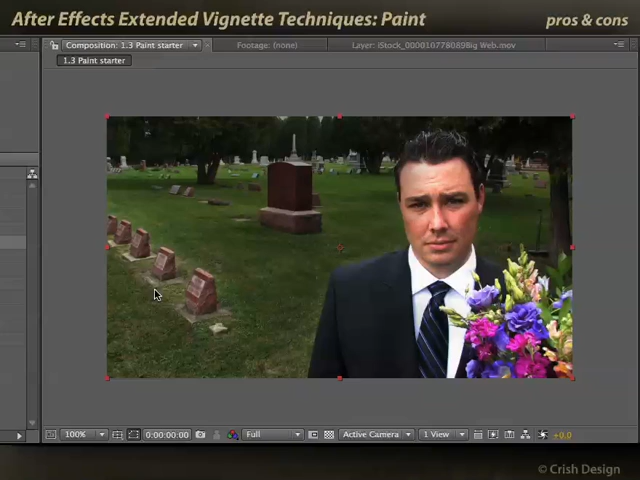 After Effects Extended Vignette Techniques: Paint
pros & cons
Composition: 1.3 Paint starter
Footage: (none)
Layer: iStock_000010778089Big Web.mov
1.3 Paint starter
100%
0:00:00:00
Full
Active Camera
1 View
+0.0
© Crish Design